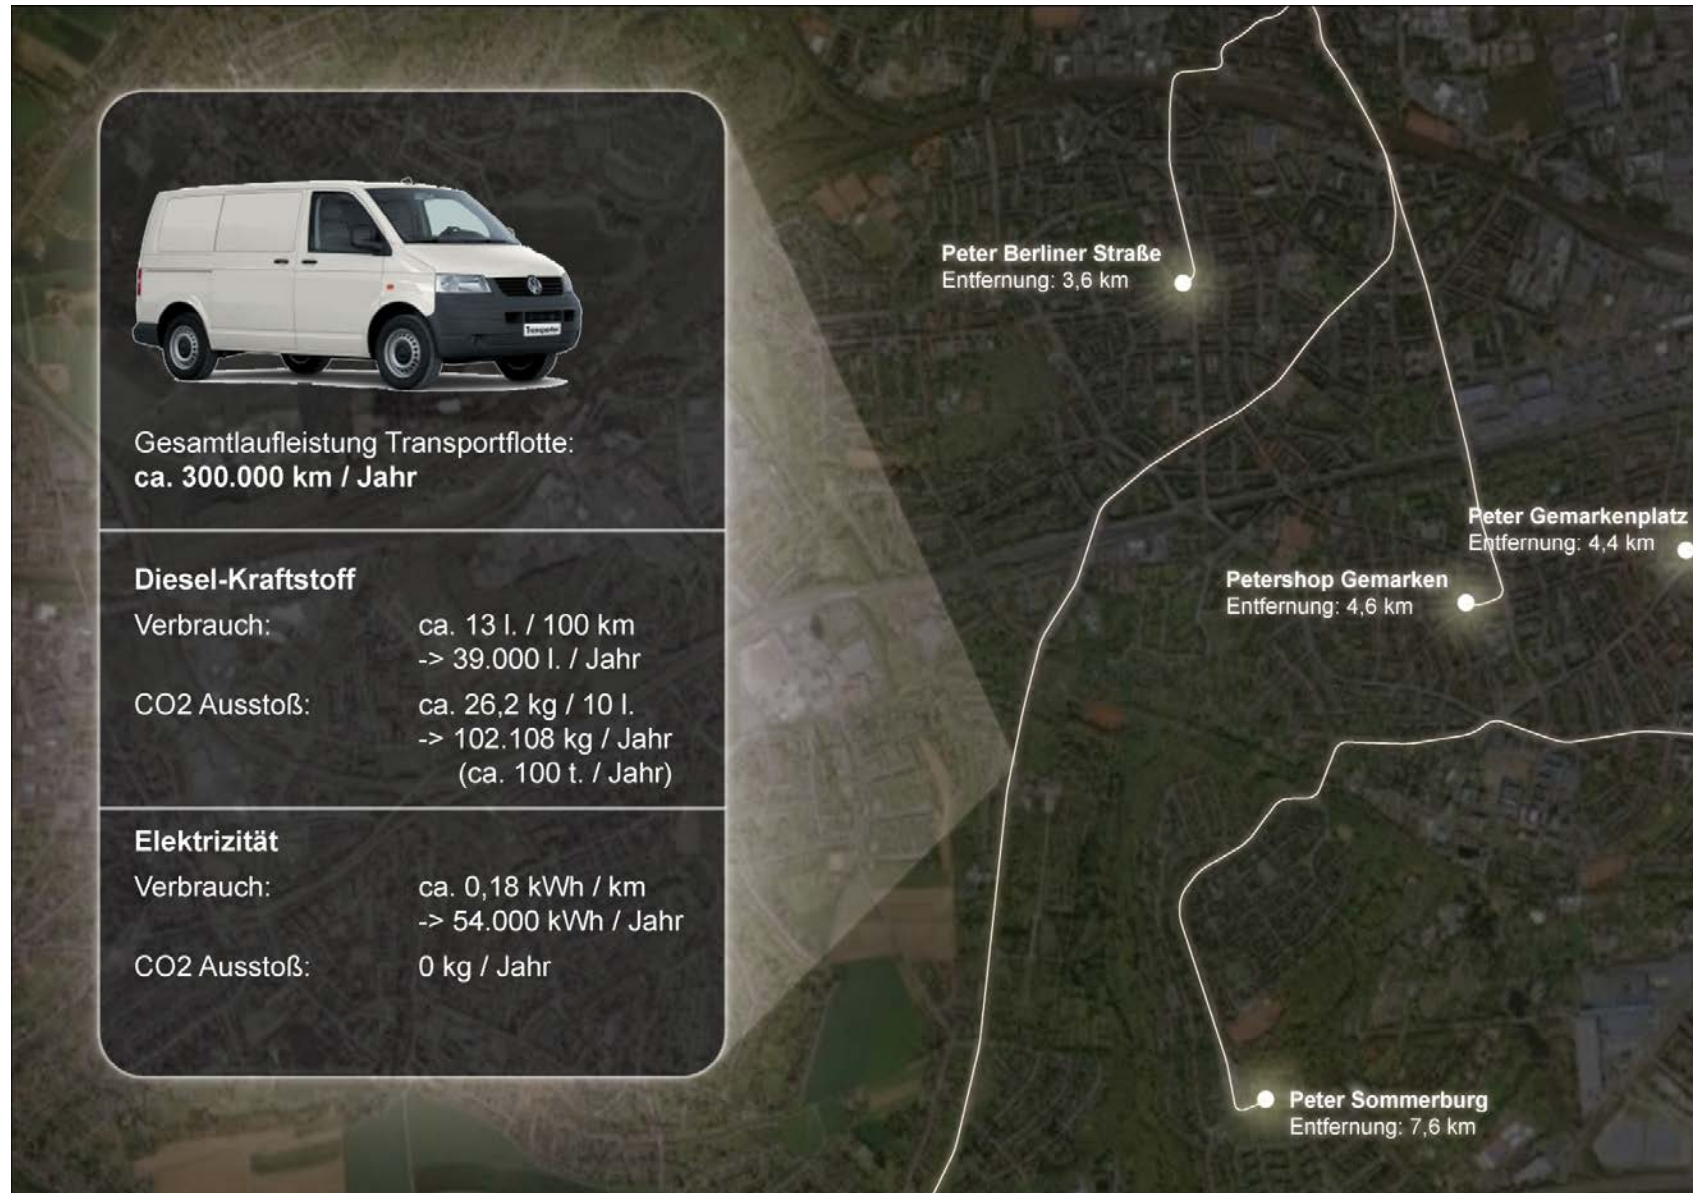 Transporter
Gesamtlaufleistung Transportflotte:
ca. 300.000 km / Jahr
Diesel-Kraftstoff
Verbrauch: ca. 13 l. / 100 km
-> 39.000 l. / Jahr
CO2 Ausstoß: ca. 26,2 kg / 10 l.
-> 102.108 kg / Jahr
(ca. 100 t. / Jahr)
Elektrizität
Verbrauch: ca. 0,18 kWh / km
-> 54.000 kWh / Jahr
CO2 Ausstoß: 0 kg / Jahr
Peter Berliner Straße
Entfernung: 3,6 km
Peter Gemarkenplatz
Entfernung: 4,4 km
Petershop Gemarken
Entfernung: 4,6 km
Peter Sommerburg
Entfernung: 7,6 km